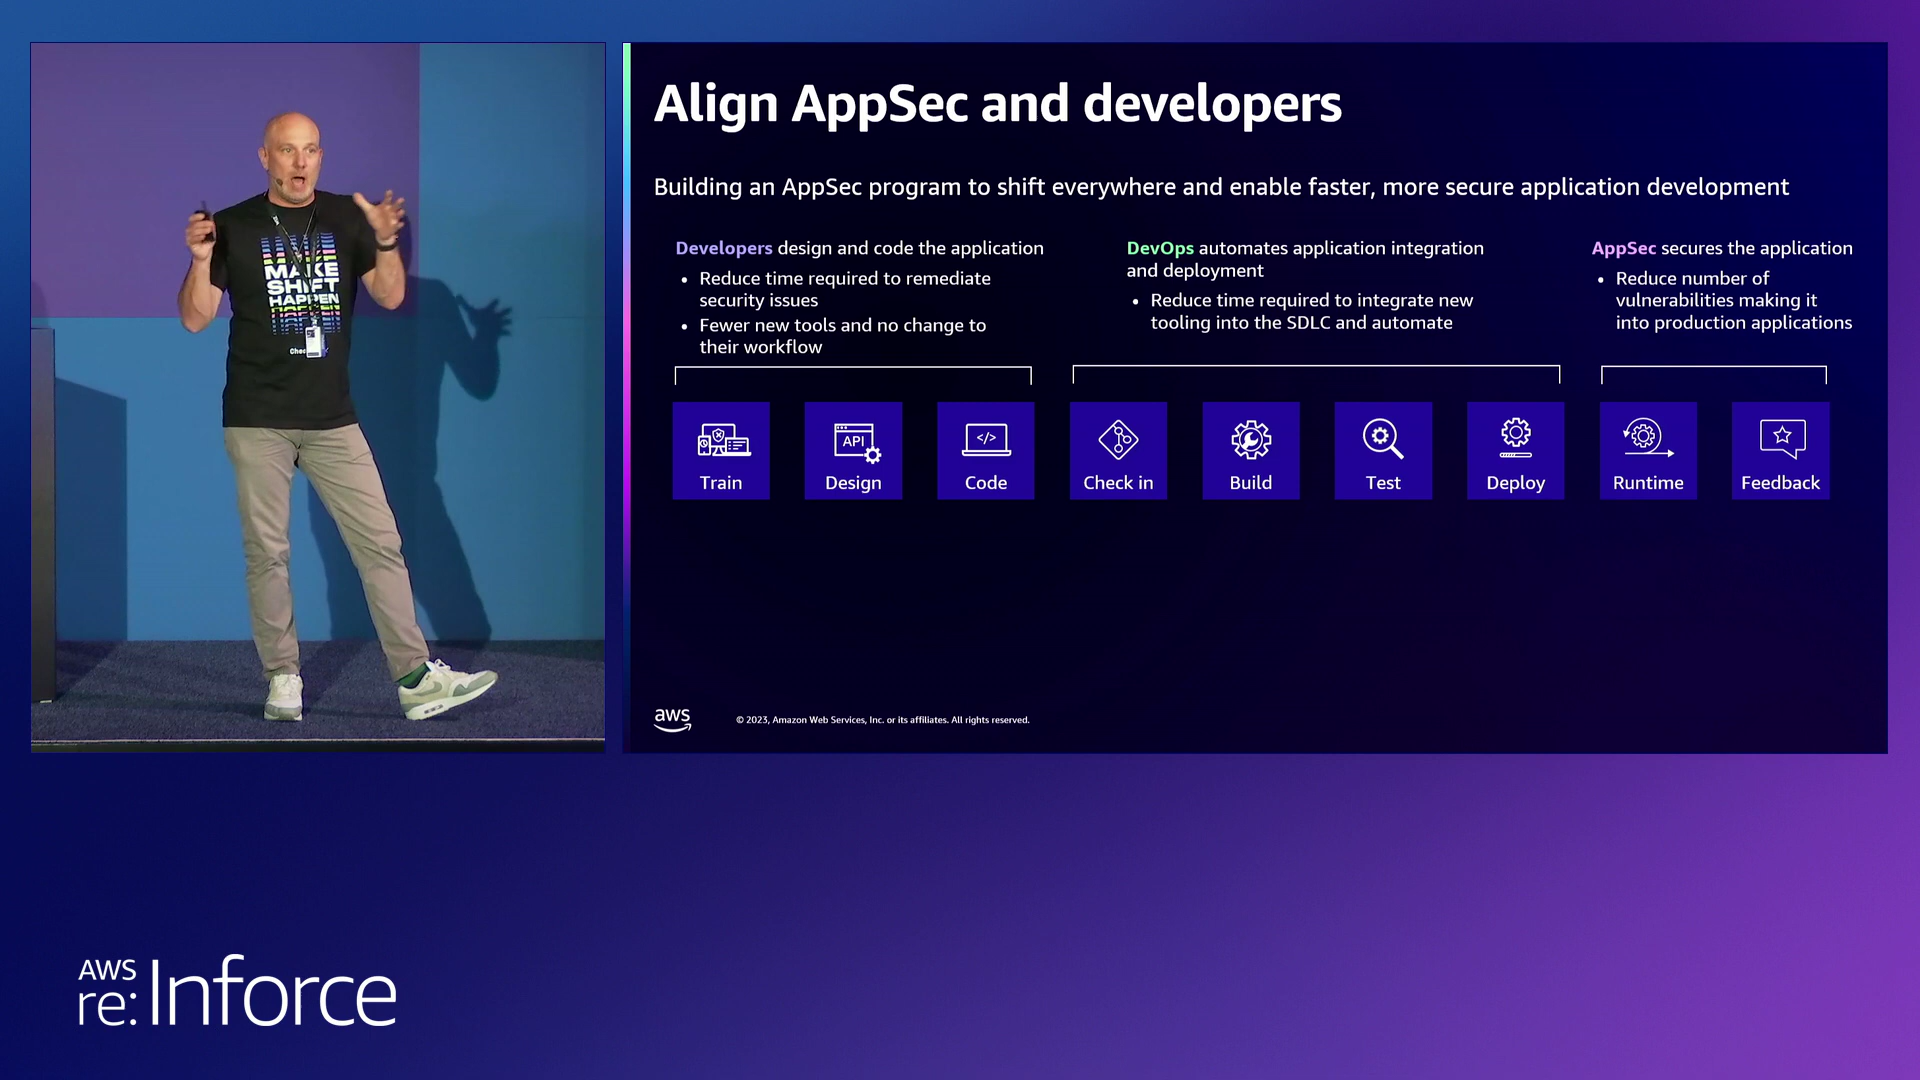 MAKE
SHIFT
HAPPEN
Align AppSec and developers
Building an AppSec program to shift everywhere and enable faster, more secure application development
Developers design and code the application
• Reduce time required to remediate
security issues
• Fewer new tools and no change to
their workflow
DevOps automates application integration
and deployment
• Reduce time required to integrate new
tooling into the SDLC and automate
AppSec secures the application
• Reduce number of
vulnerabilities making it
into production applications
Train
Design
API
Code
</>
Check in
Build
Test
Deploy
Runtime
Feedback
aws
© 2023, Amazon Web Services, Inc. or its affiliates. All rights reserved.
AWS
re:Inforce